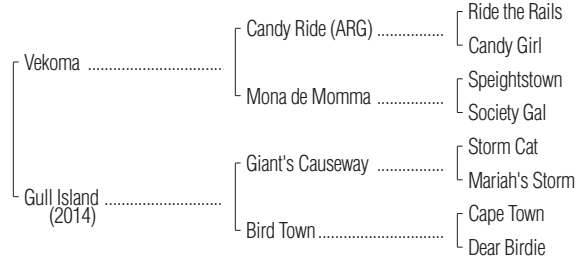 Ride the Rails
Candy Ride (ARG) ................
Candy Girl
Vekoma ................................
Speightstown
Mona de Momma ................
Society Gal
Storm Cat
Giant's Causeway ................
Mariah's Storm
Gull Island ............................
(2014)
Cape Town
Bird Town..............................
Dear Birdie